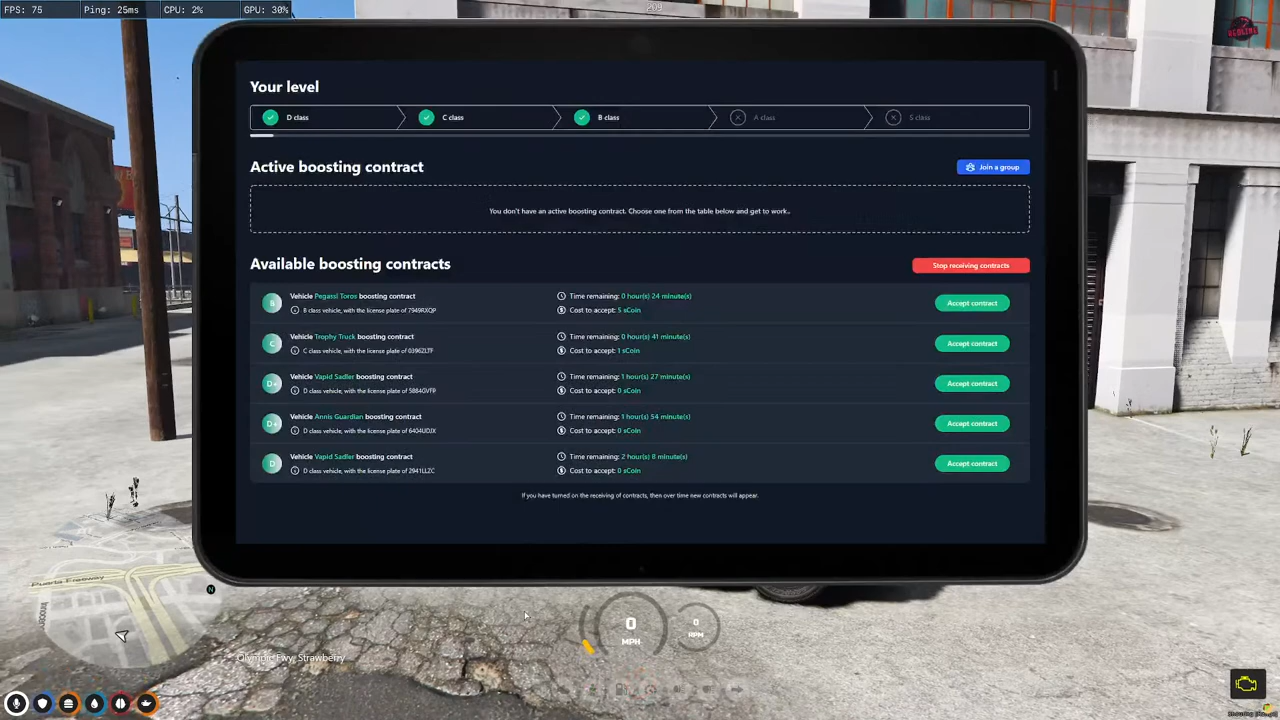 FPS: 75 Ping: 25ms CPU: 2% GPU: 30%
209
REDLINE
Your level
D class C class B class A class S class
Active boosting contract
Join a group
You don't have an active boosting contract. Choose one from the table below and get to work..
Available boosting contracts
Stop receiving contracts
B Vehicle Pegassi Toros boosting contract Time remaining: 0 hour(s) 24 minute(s) Accept contract
B class vehicle, with the license plate of 7949RXQP Cost to accept: 5 sCoin
C Vehicle Trophy Truck boosting contract Time remaining: 0 hour(s) 41 minute(s) Accept contract
C class vehicle, with the license plate of 0396ZLTF Cost to accept: 1 sCoin
D+ Vehicle Vapid Sadler boosting contract Time remaining: 1 hour(s) 27 minute(s) Accept contract
D class vehicle, with the license plate of Cost to accept: 0 sCoin
D+ Vehicle Annis Guardian boosting contract Time remaining: 1 hour(s) 54 minute(s) Accept contract
D class vehicle, with the license plate of 6404UDJX Cost to accept: 0 sCoin
D Vehicle Vapid Sadler boosting contract Time remaining: 2 hour(s) 8 minute(s) Accept contract
D class vehicle, with the license plate of 2941LLZC Cost to accept: 0 sCoin
If you have turned on the receiving of contracts, then over time new contracts will appear.
N
0
MPH
0
RPM
Olympic Fwy, Strawberry